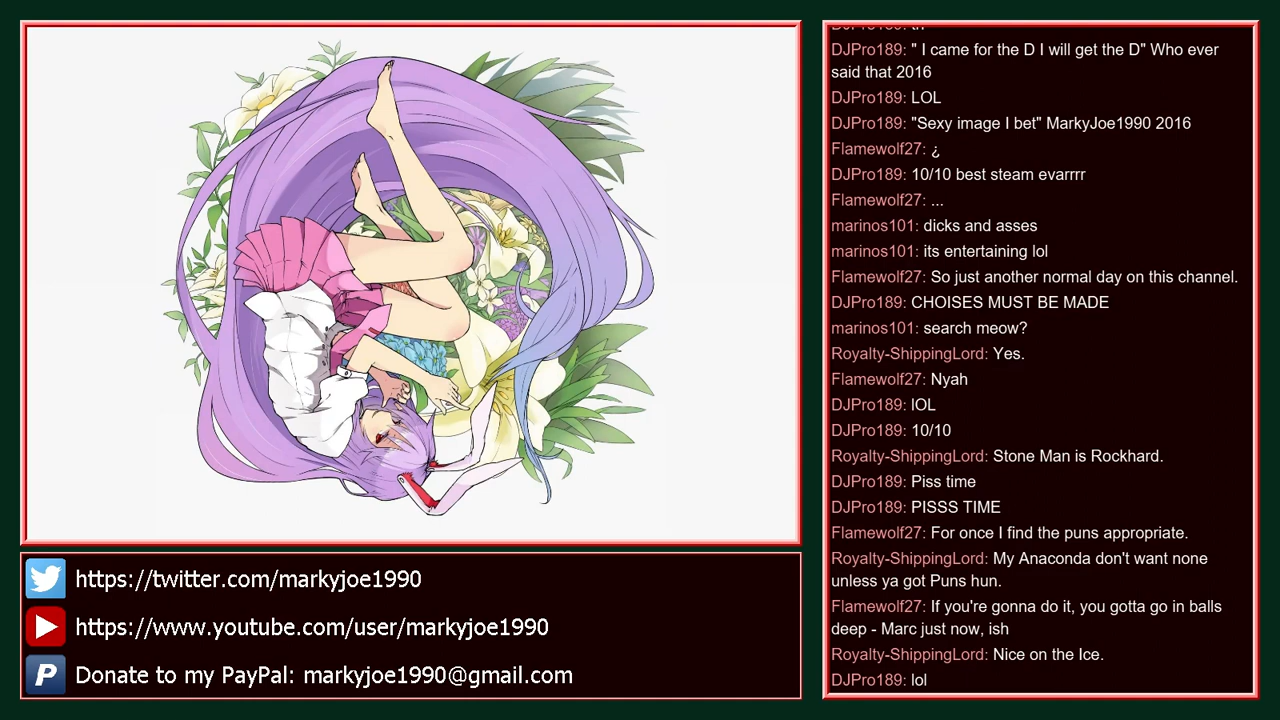 https://twitter.com/markyjoe1990
https://www.youtube.com/user/markyjoe1990
P Donate to my PayPal: markyjoe1990@gmail.com
DJPro189: " I came for the D I will get the D" Who ever
said that 2016
DJPro189: LOL
DJPro189: "Sexy image I bet" MarkyJoe1990 2016
Flamewolf27: ¿
DJPro189: 10/10 best steam evarrrr
Flamewolf27: ...
marinos101: dicks and asses
marinos101: its entertaining lol
Flamewolf27: So just another normal day on this channel.
DJPro189: CHOISES MUST BE MADE
marinos101: search meow?
Royalty-ShippingLord: Yes.
Flamewolf27: Nyah
DJPro189: lOL
DJPro189: 10/10
Royalty-ShippingLord: Stone Man is Rockhard.
DJPro189: Piss time
DJPro189: PISSS TIME
Flamewolf27: For once I find the puns appropriate.
Royalty-ShippingLord: My Anaconda don't want none
unless ya got Puns hun.
Flamewolf27: If you're gonna do it, you gotta go in balls
deep - Marc just now, ish
Royalty-ShippingLord: Nice on the Ice.
DJPro189: lol